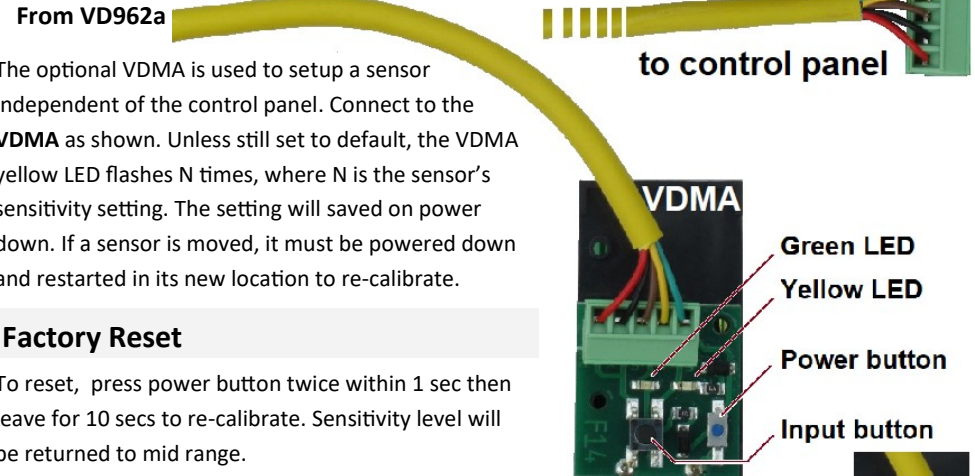 From VD962a
to control panel
The optional VDMA is used to setup a sensor
independent of the control panel. Connect to the
VDMA as shown. Unless still set to default, the VDMA
yellow LED flashes N times, where N is the sensor's
sensitivity setting. The setting will saved on power
down. If a sensor is moved, it must be powered down
and restarted in its new location to re-calibrate.
VDMA
Green LED
Yellow LED
Power button
Input button
F14
Factory Reset
To reset, press power button twice within 1 sec then
leave for 10 secs to re-calibrate. Sensitivity level will
be returned to mid range.